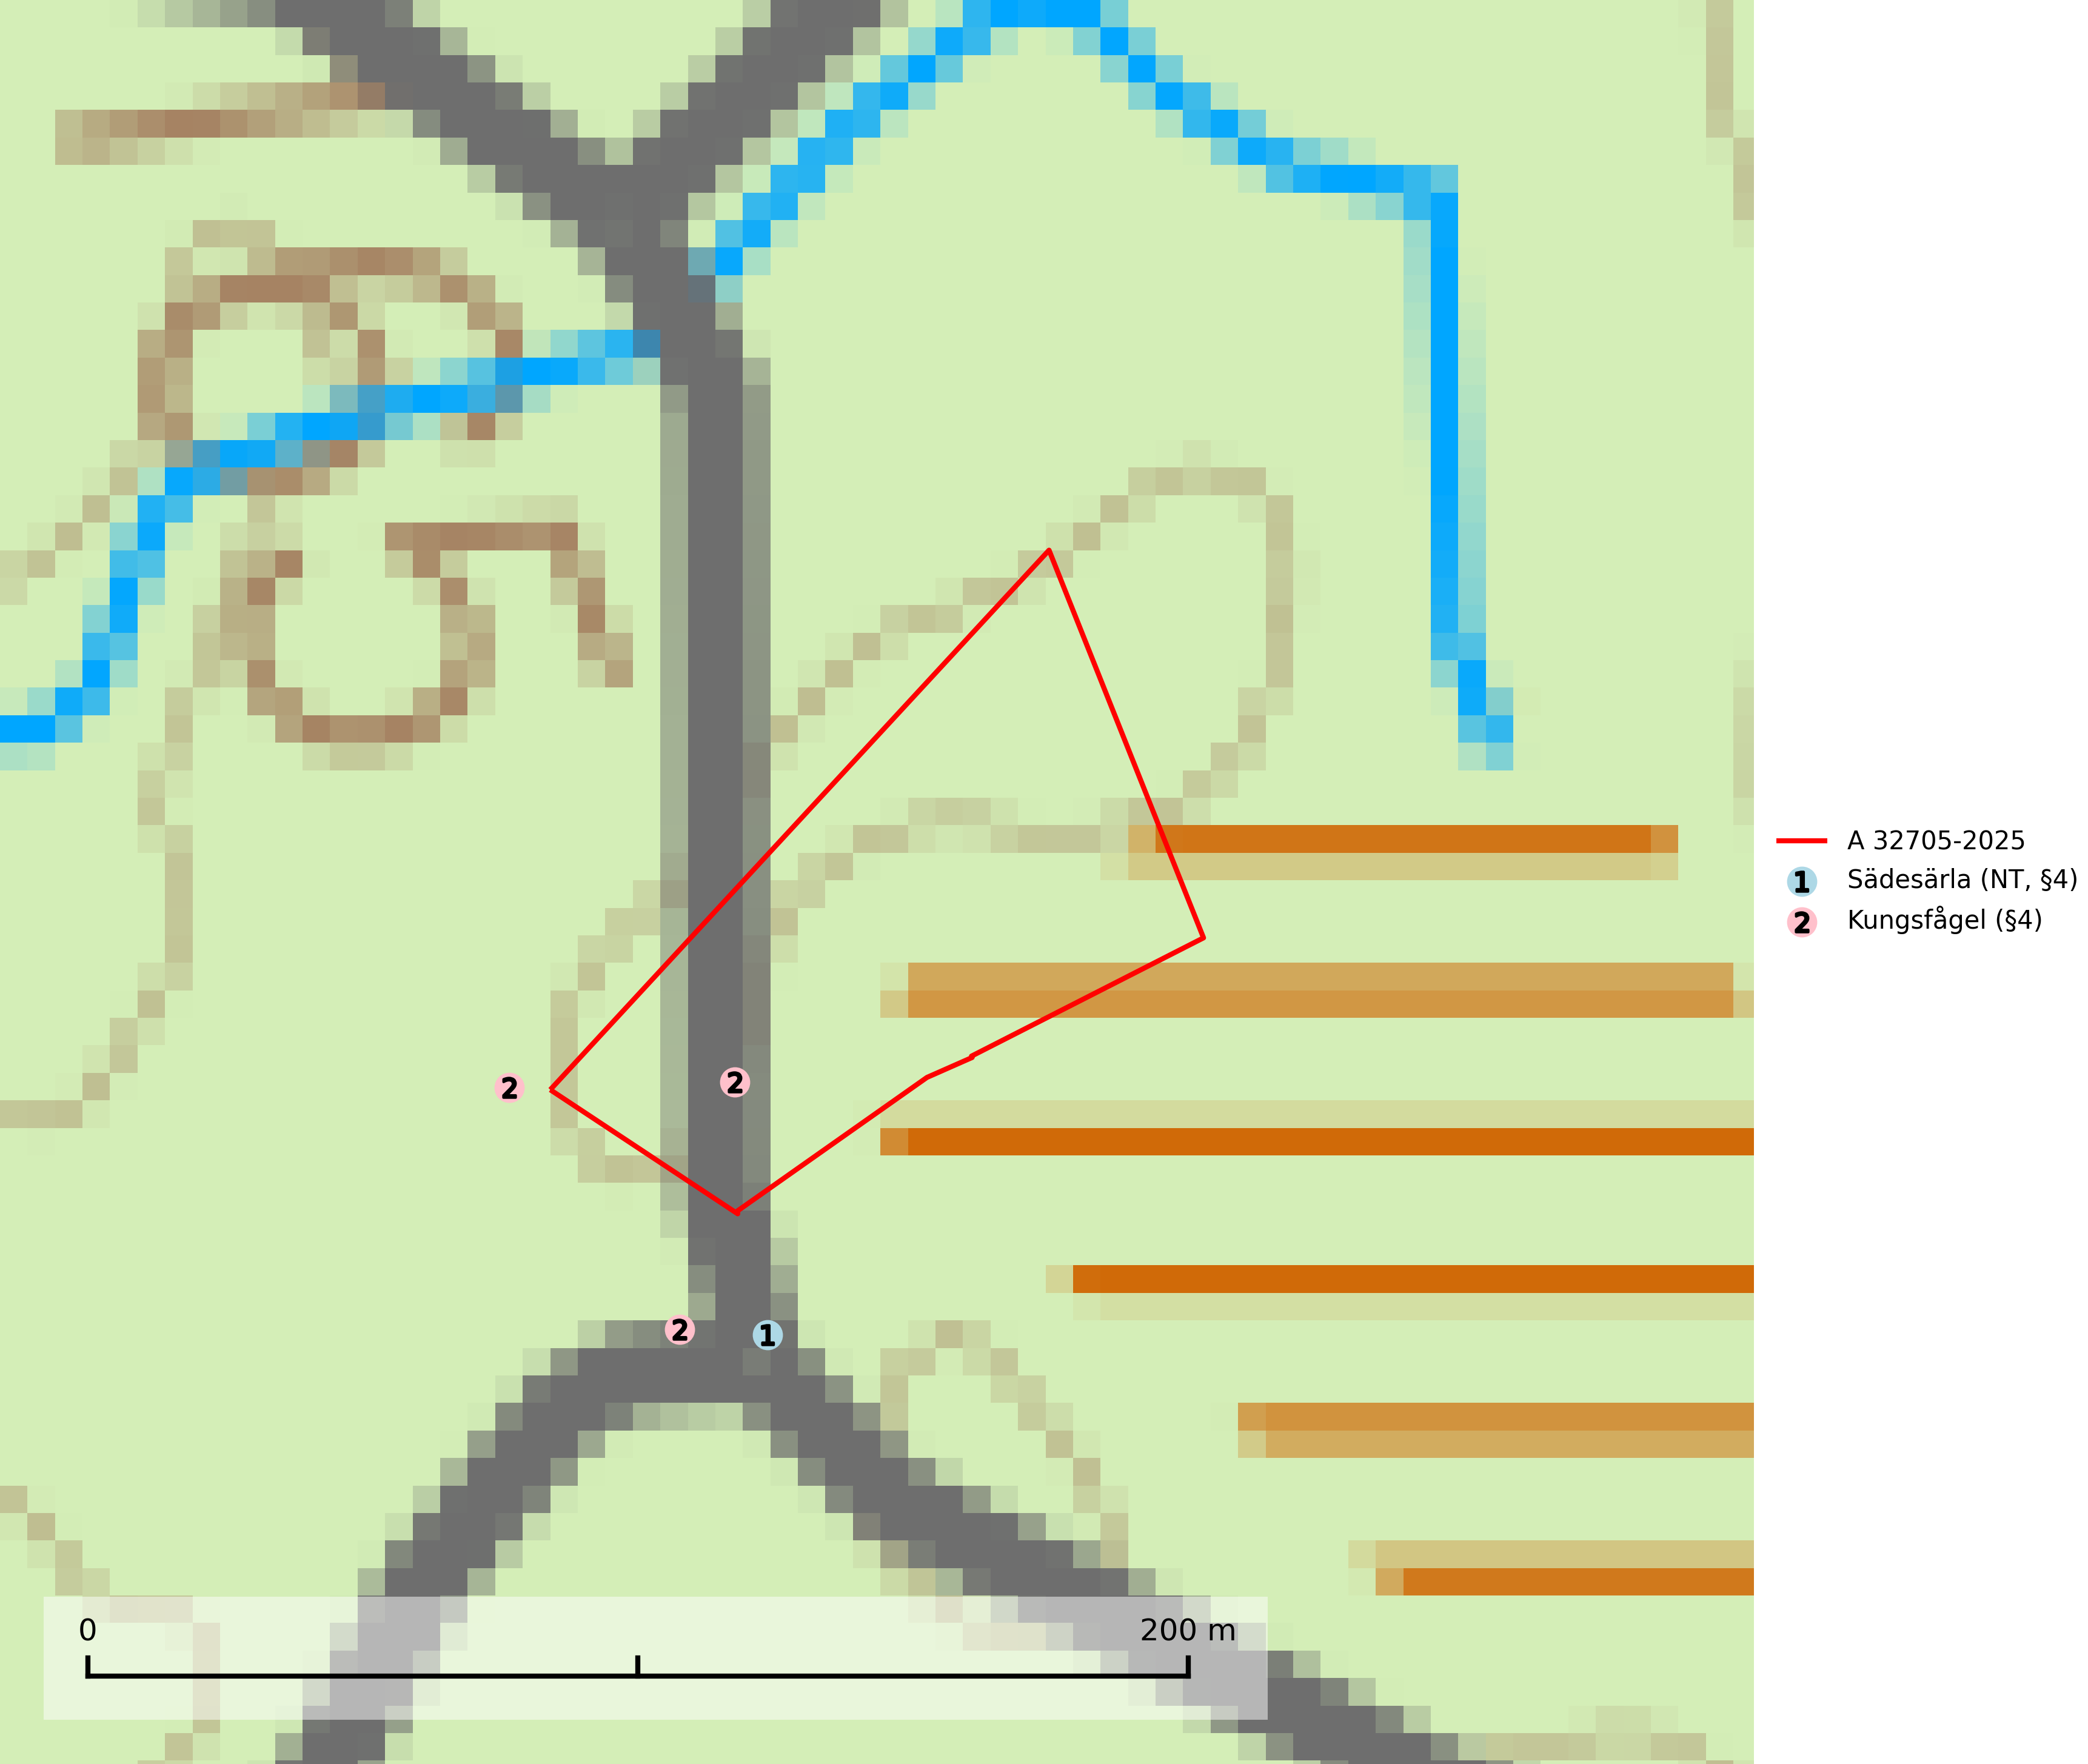 A 32705-2025
1 Sädesärla (NT, §4)
2 Kungsfågel (§4)
2
2
2
1
0
200 m